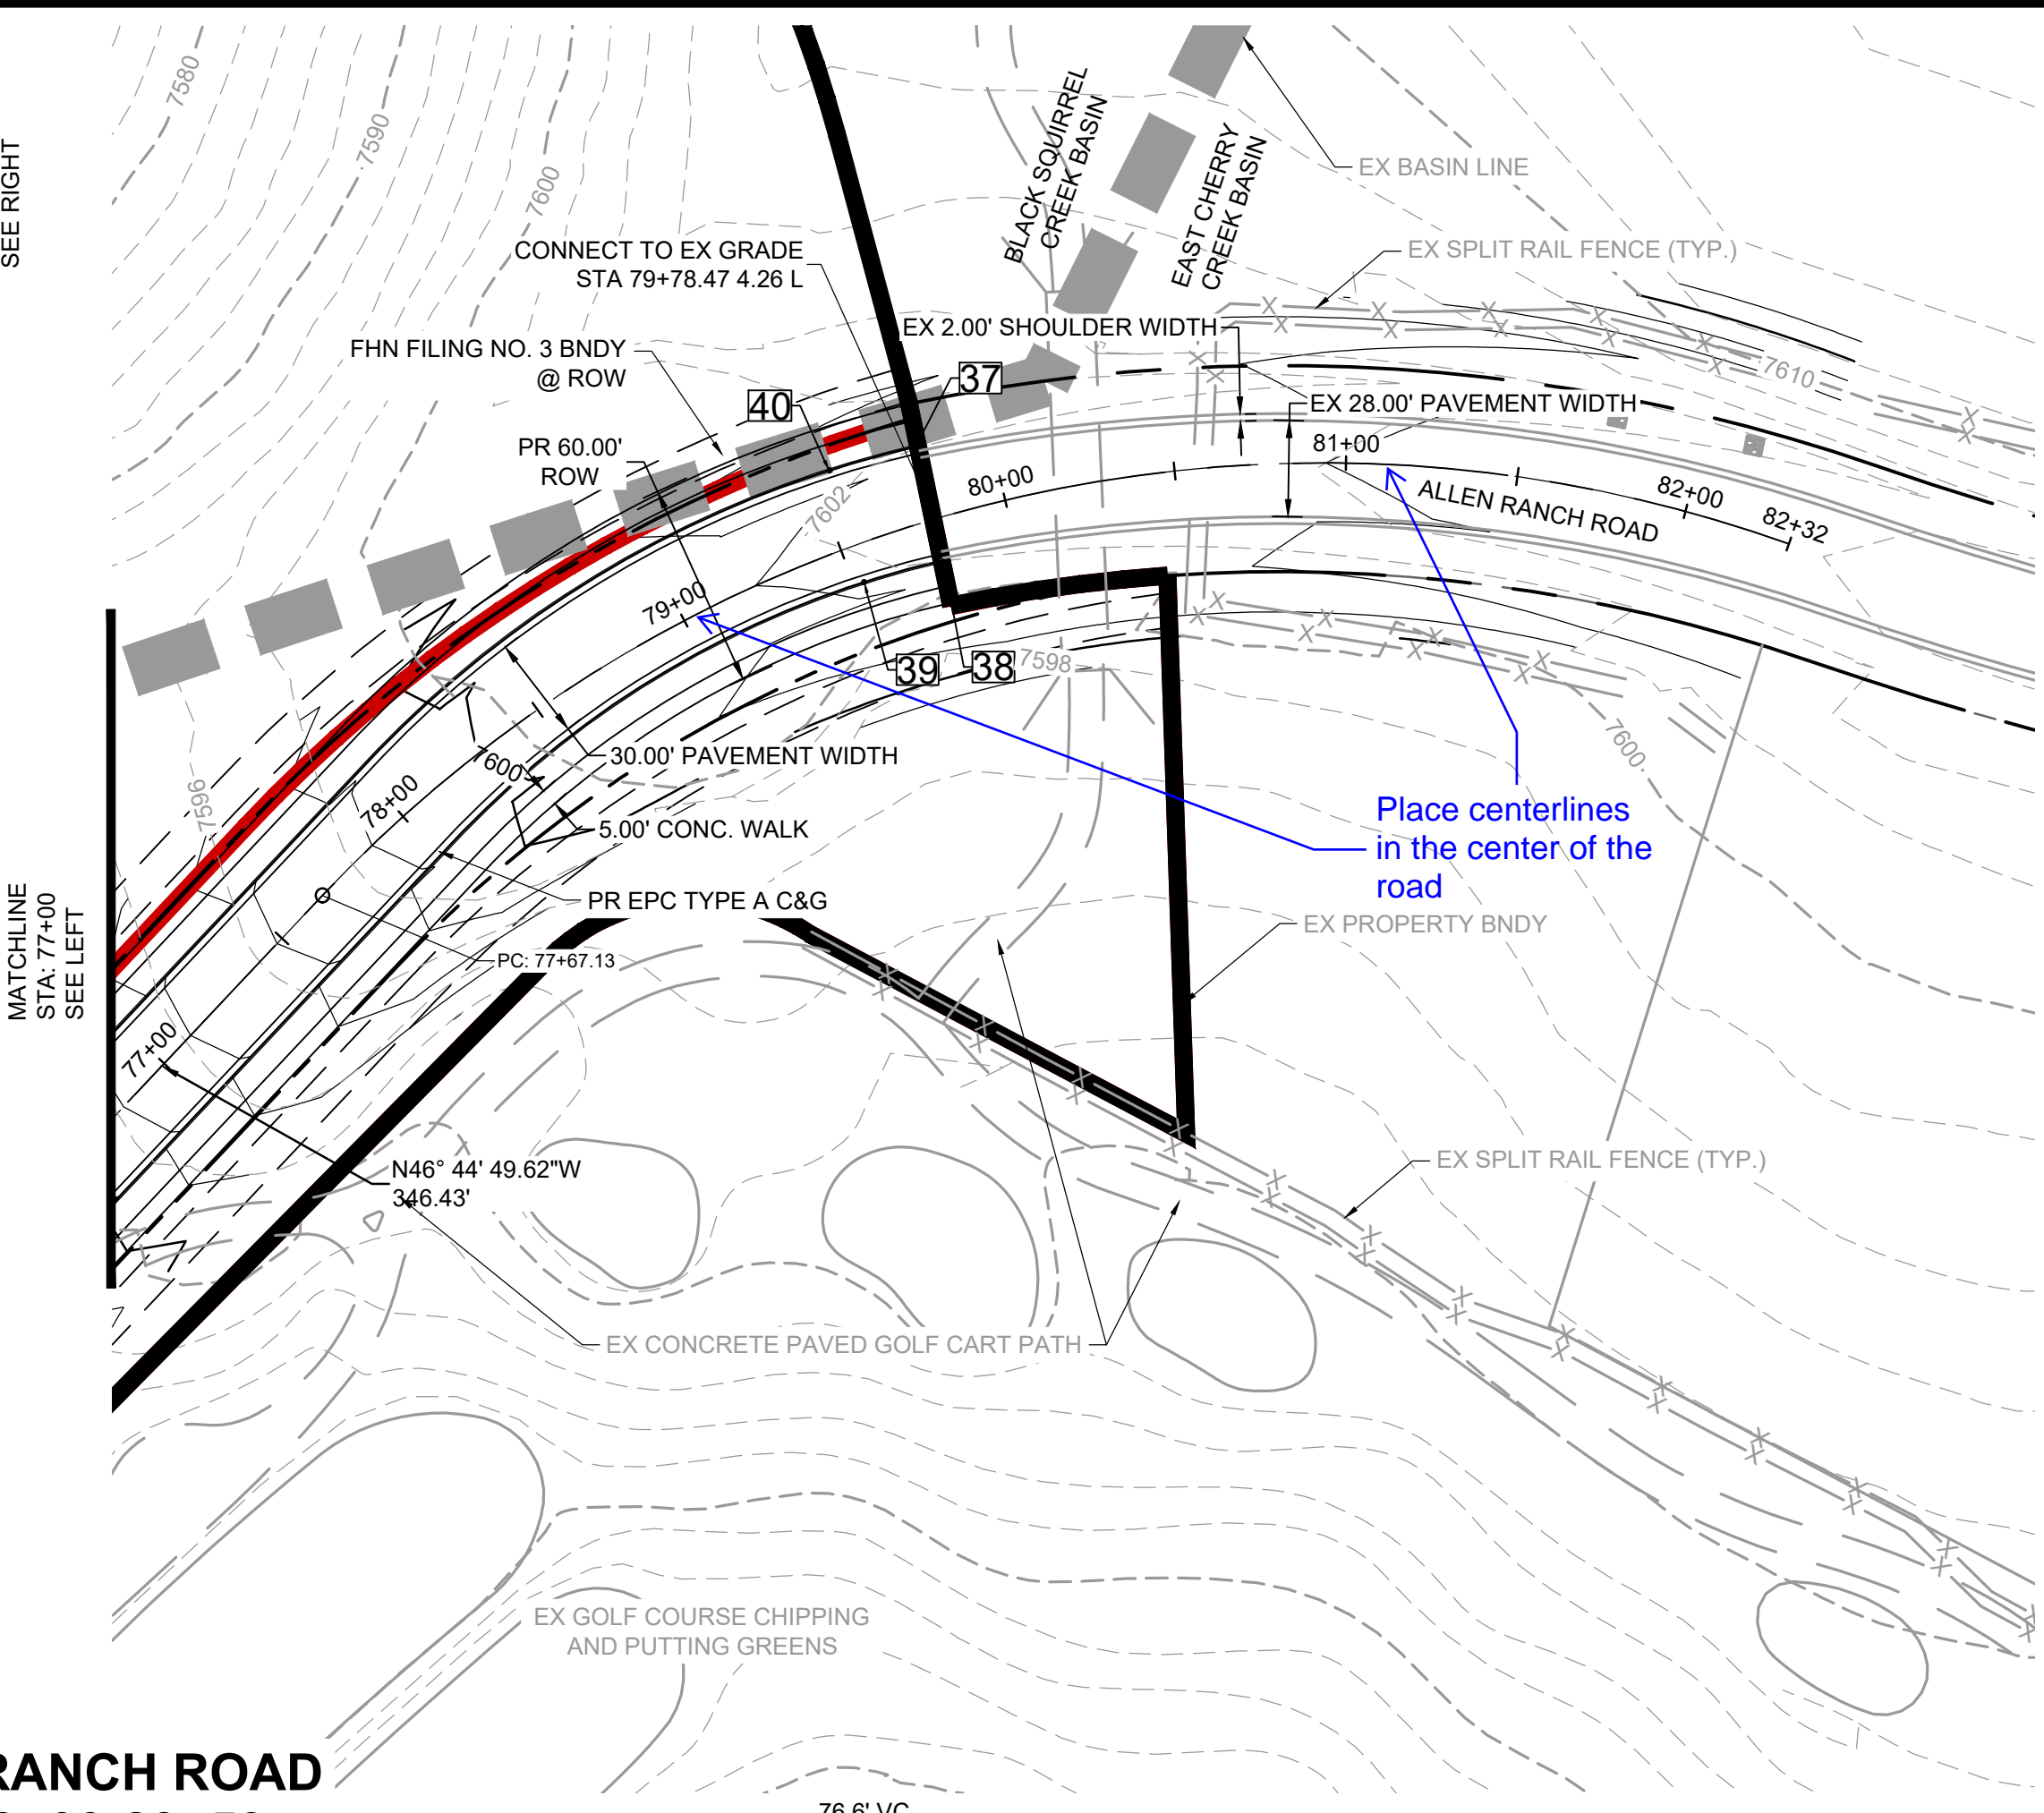 SEE RIGHT
7580
7590
7600
BLACK SQUIRREL
CREEK BASIN
EAST CHERRY
CREEK BASIN
EX BASIN LINE
CONNECT TO EX GRADE
STA 79+78.47 4.26 L
EX SPLIT RAIL FENCE (TYP.)
EX 2.00' SHOULDER WIDTH
FHN FILING NO. 3 BNDY
@ ROW
37
40
7610
EX 28.00' PAVEMENT WIDTH
PR 60.00'
ROW
81+00
80+00
7602
82+00
ALLEN RANCH ROAD
82+32
79+00
39
38
7598
7600
30.00' PAVEMENT WIDTH
7600
78+00
7596
5.00' CONC. WALK
Place centerlines
in the center of the
road
PR EPC TYPE A C&G
EX PROPERTY BNDY
MATCHLINE
STA: 77+00
SEE LEFT
PC: 77+67.13
77+00
N46° 44' 49.62"W
346.43'
EX SPLIT RAIL FENCE (TYP.)
EX CONCRETE PAVED GOLF CART PATH
EX GOLF COURSE CHIPPING
AND PUTTING GREENS
RANCH ROAD
76.6' VC